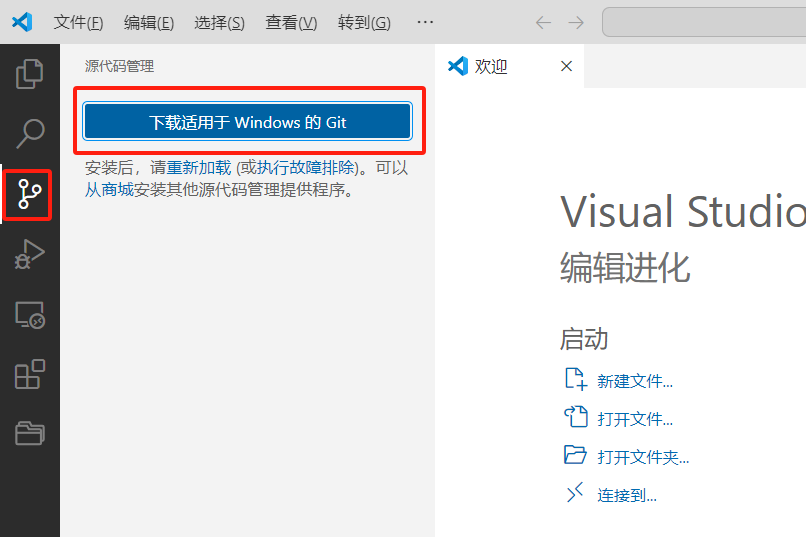 文件(F) 编辑(E) 选择(S) 查看(V) 转到(G) ···
源代码管理
欢迎
下载适用于 Windows 的 Git
安装后，请重新加载 (或执行故障排除)。可以
从商城安装其他源代码管理提供程序。
Visual Studio
编辑进化
启动
新建文件...
打开文件...
打开文件夹...
连接到...